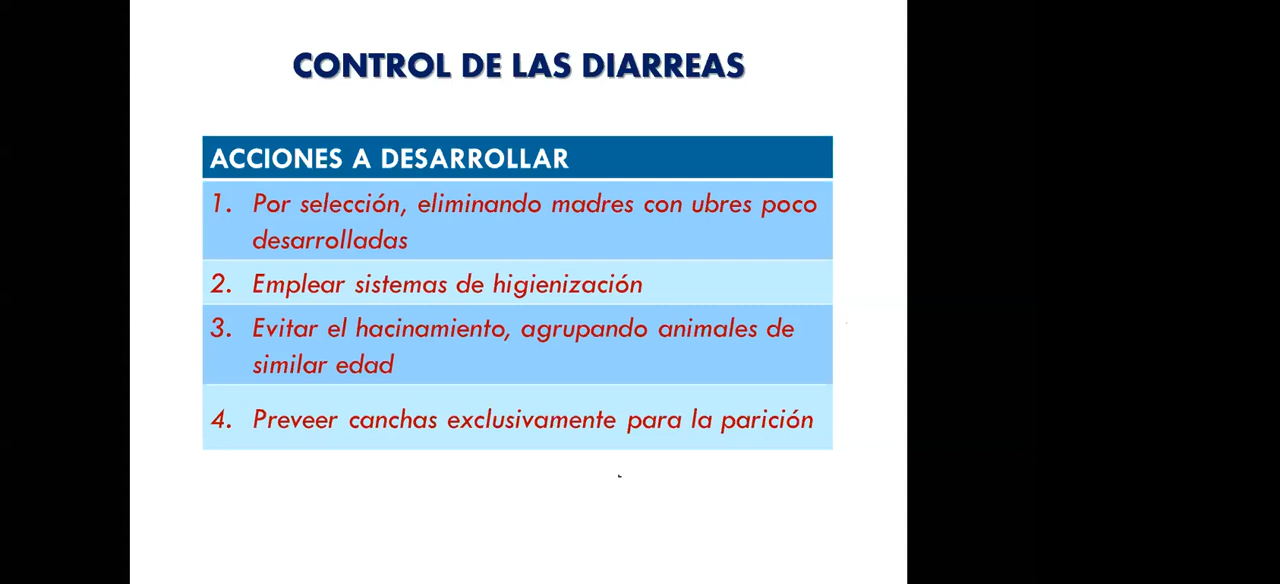 CONTROL DE LAS DIARREAS
ACCIONES A DESARROLLAR
1. Por selección, eliminando madres con ubres poco
desarrolladas
2. Emplear sistemas de higienización
3. Evitar el hacinamiento, agrupando animales de
similar edad
4. Preveer canchas exclusivamente para la parición